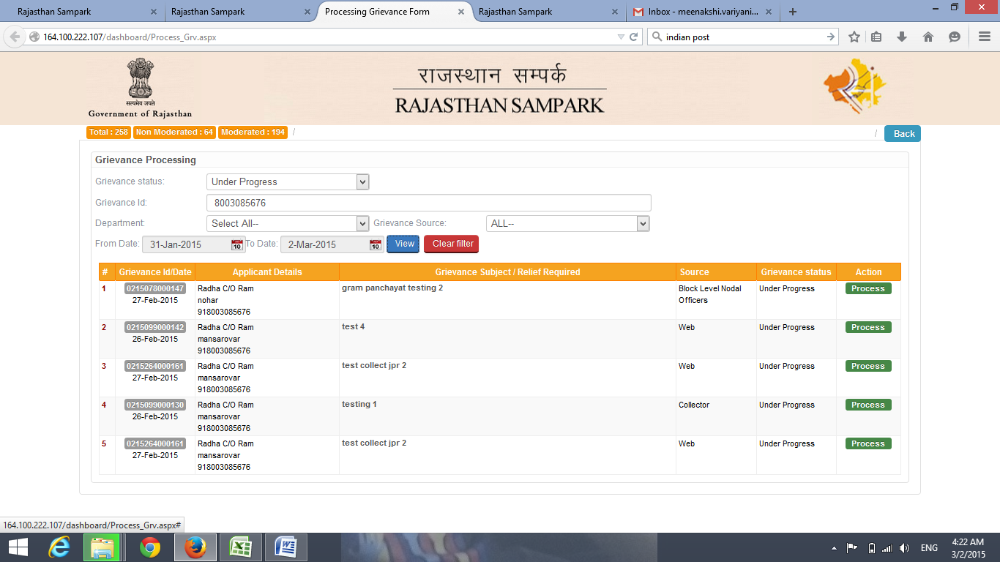 Rajasthan Sampark
Rajasthan Sampark
Processing Grievance Form
Rajasthan Sampark
Inbox - meenakshi.variyani...
164.100.222.107/dashboard/Process_Grv.aspx
indian post
सत्यमेव जयते
Government of Rajasthan
राजस्थान सम्पर्क
RAJASTHAN SAMPARK
Total : 258 Non Moderated : 64 Moderated : 194 /
/ Back
Grievance Processing
Grievance status: Under Progress
Grievance Id: 8003085676
Department: Select All-- Grievance Source: ALL--
From Date: 31-Jan-2015 10 To Date: 2-Mar-2015 10 View Clear filter
# Grievance Id/Date Applicant Details Grievance Subject / Relief Required Source Grievance status Action
1 0215078000147 Radha C/O Ram gram panchayat testing 2 Block Level Nodal Under Progress Process
27-Feb-2015 nohar Officers
918003085676
2 0215099000142 Radha C/O Ram test 4 Web Under Progress Process
26-Feb-2015 mansarovar
918003085676
3 0215264000161 Radha C/O Ram test collect jpr 2 Web Under Progress Process
27-Feb-2015 mansarovar
918003085676
4 0215099000130 Radha C/O Ram testing 1 Collector Under Progress Process
26-Feb-2015 mansarovar
918003085676
5 0215264000161 Radha C/O Ram test collect jpr 2 Web Under Progress Process
27-Feb-2015 mansarovar
918003085676
164.100.222.107/dashboard/Process_Grv.aspx#
ENG
4:22 AM
3/2/2015